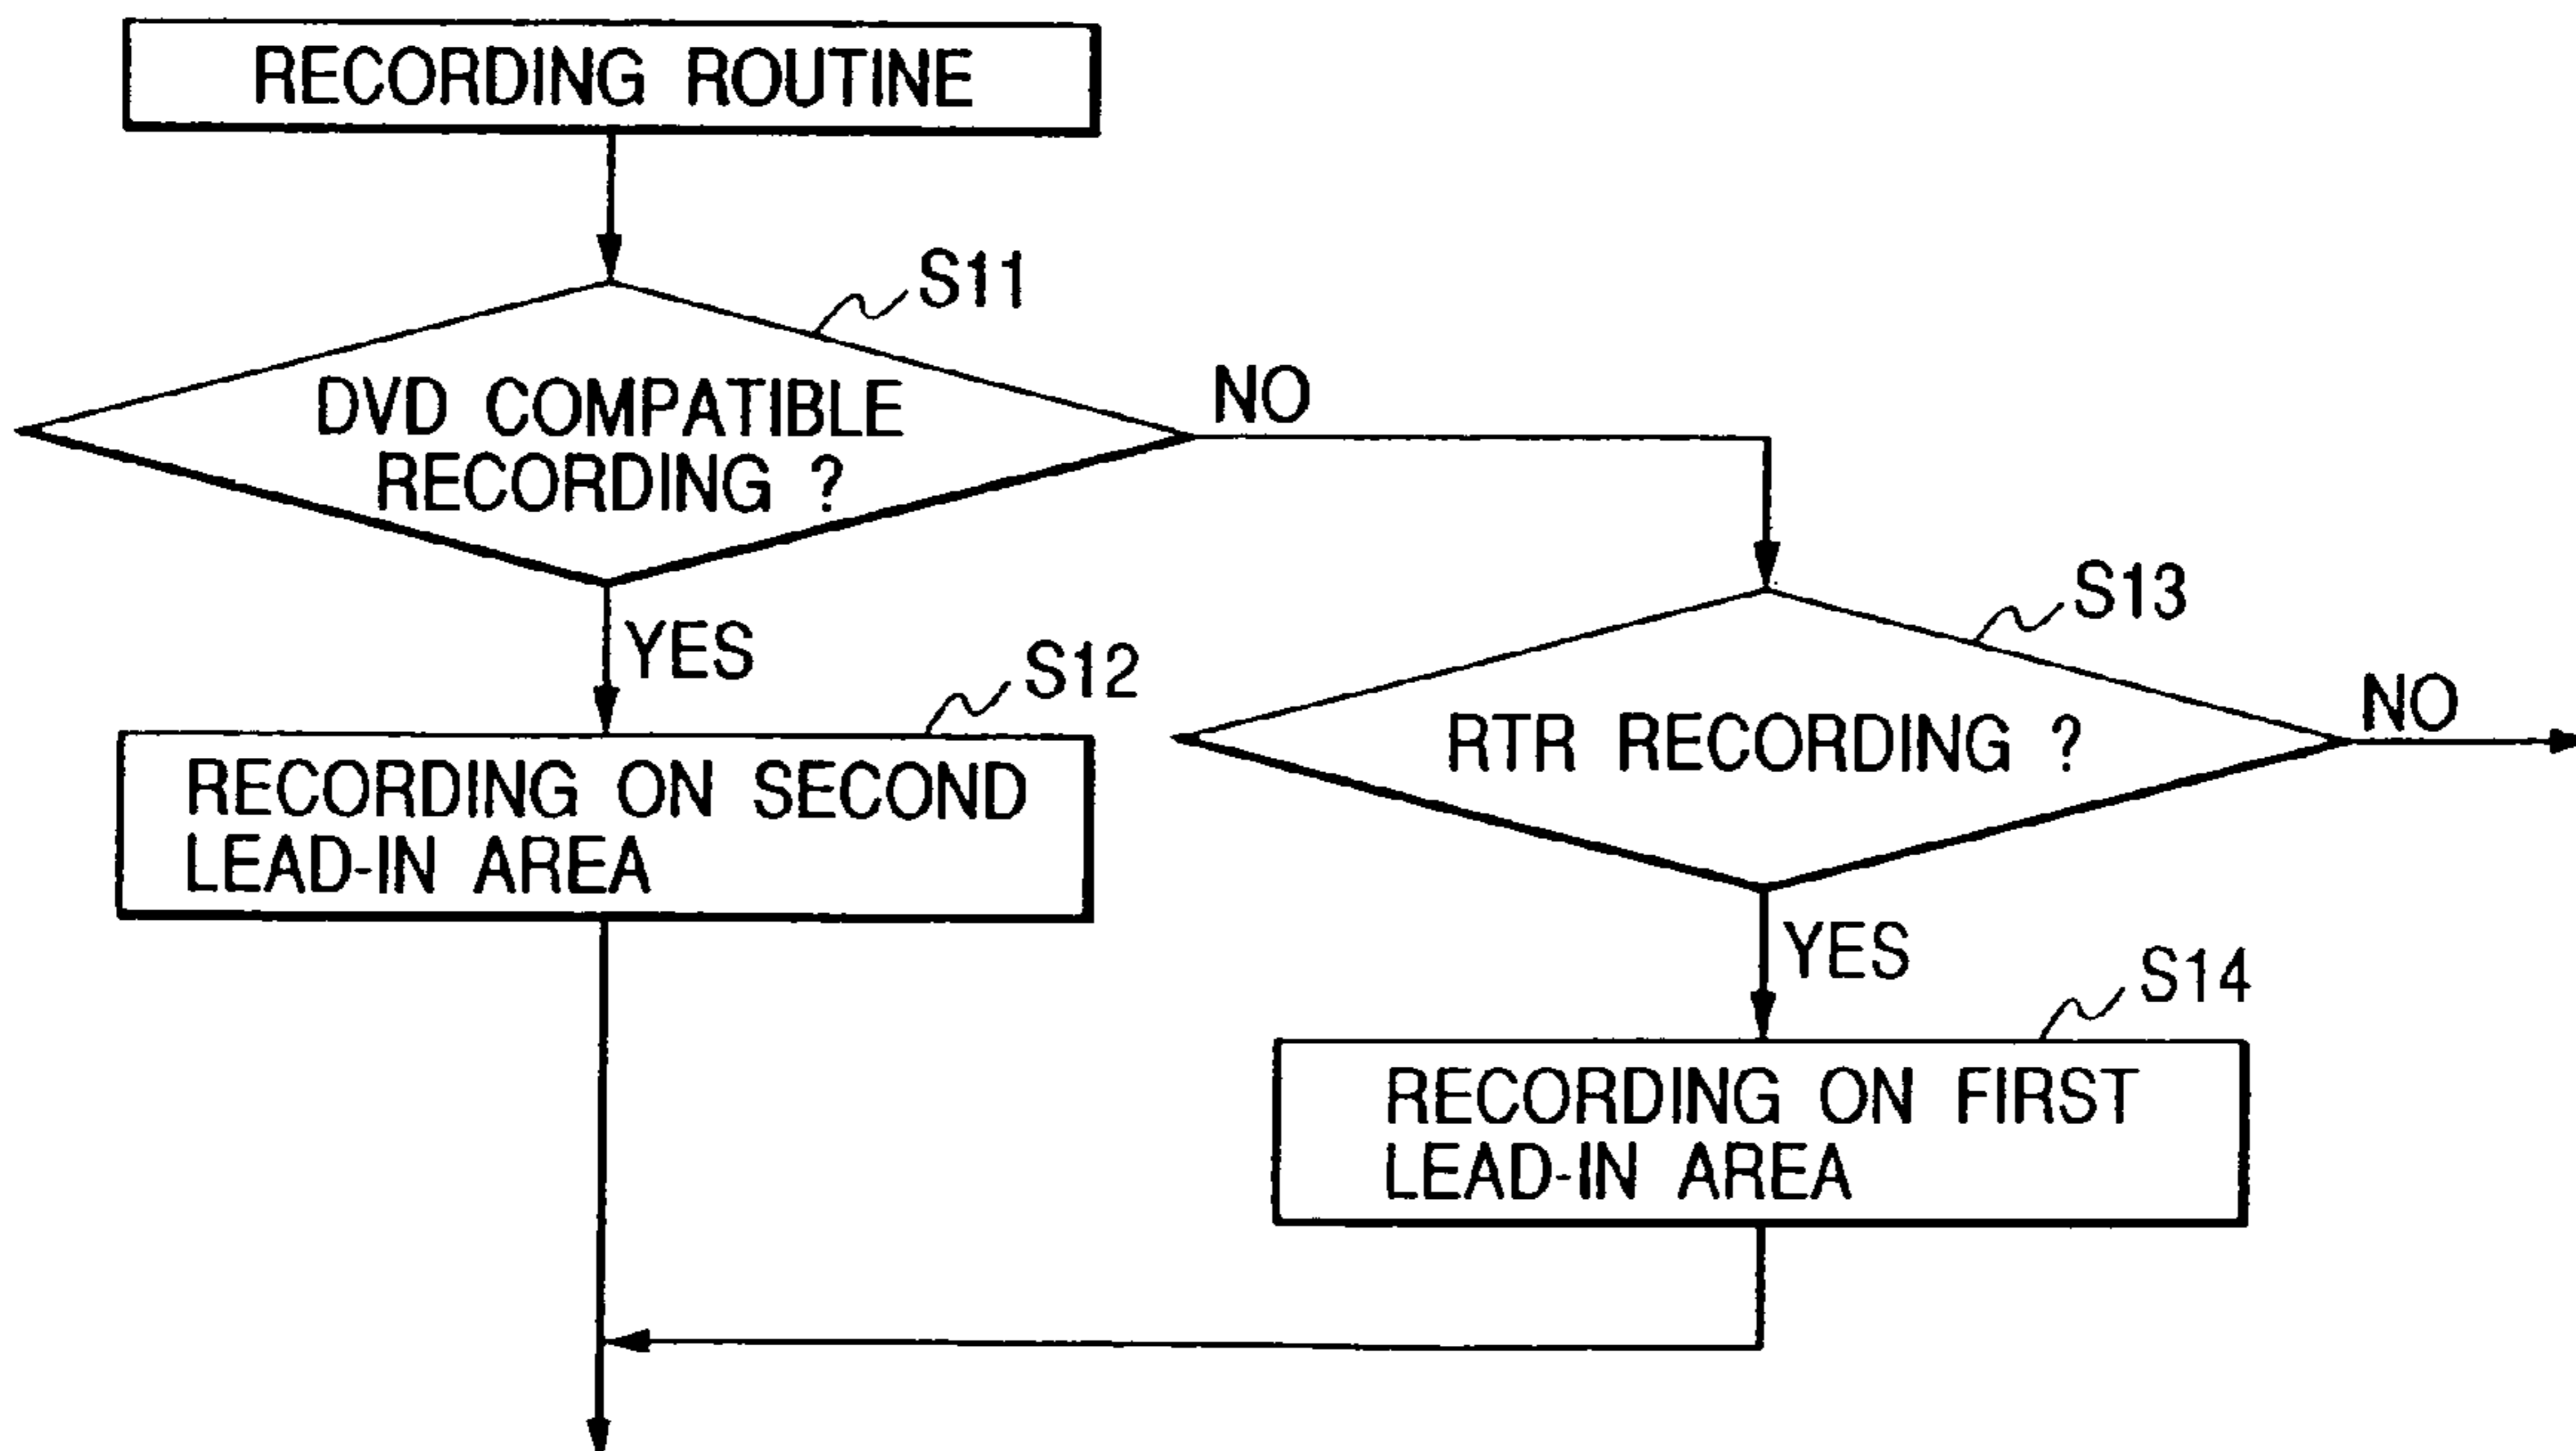 RECORDING ROUTINE
S11
DVD COMPATIBLE
RECORDING ?
NO
YES
S12
RECORDING ON SECOND
LEAD-IN AREA
S13
RTR RECORDING ?
NO
YES
S14
RECORDING ON FIRST
LEAD-IN AREA